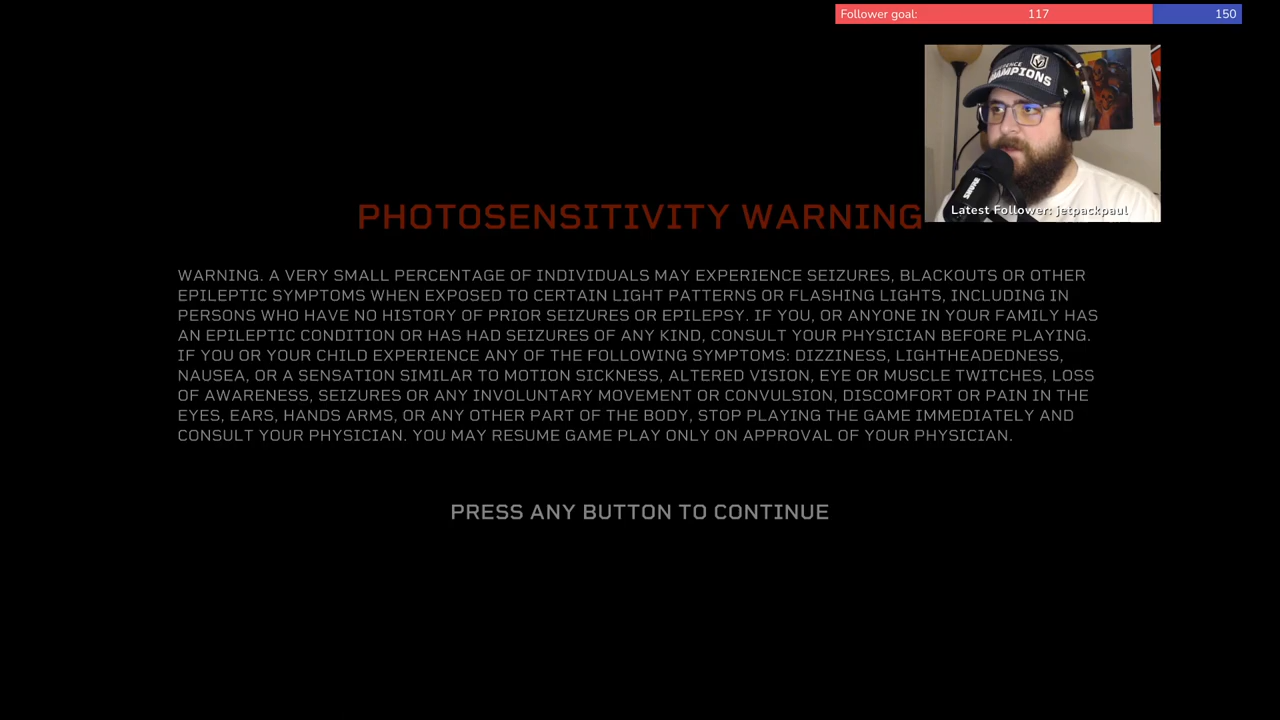 Follower goal: 117 150
CHAMPIONS
Latest Follower: jetpackpaul
PHOTOSENSITIVITY WARNING
WARNING. A VERY SMALL PERCENTAGE OF INDIVIDUALS MAY EXPERIENCE SEIZURES, BLACKOUTS OR OTHER
EPILEPTIC SYMPTOMS WHEN EXPOSED TO CERTAIN LIGHT PATTERNS OR FLASHING LIGHTS, INCLUDING IN
PERSONS WHO HAVE NO HISTORY OF PRIOR SEIZURES OR EPILEPSY. IF YOU, OR ANYONE IN YOUR FAMILY HAS
AN EPILEPTIC CONDITION OR HAS HAD SEIZURES OF ANY KIND, CONSULT YOUR PHYSICIAN BEFORE PLAYING.
IF YOU OR YOUR CHILD EXPERIENCE ANY OF THE FOLLOWING SYMPTOMS: DIZZINESS, LIGHTHEADEDNESS,
NAUSEA, OR A SENSATION SIMILAR TO MOTION SICKNESS, ALTERED VISION, EYE OR MUSCLE TWITCHES, LOSS
OF AWARENESS, SEIZURES OR ANY INVOLUNTARY MOVEMENT OR CONVULSION, DISCOMFORT OR PAIN IN THE
EYES, EARS, HANDS ARMS, OR ANY OTHER PART OF THE BODY, STOP PLAYING THE GAME IMMEDIATELY AND
CONSULT YOUR PHYSICIAN. YOU MAY RESUME GAME PLAY ONLY ON APPROVAL OF YOUR PHYSICIAN.
PRESS ANY BUTTON TO CONTINUE